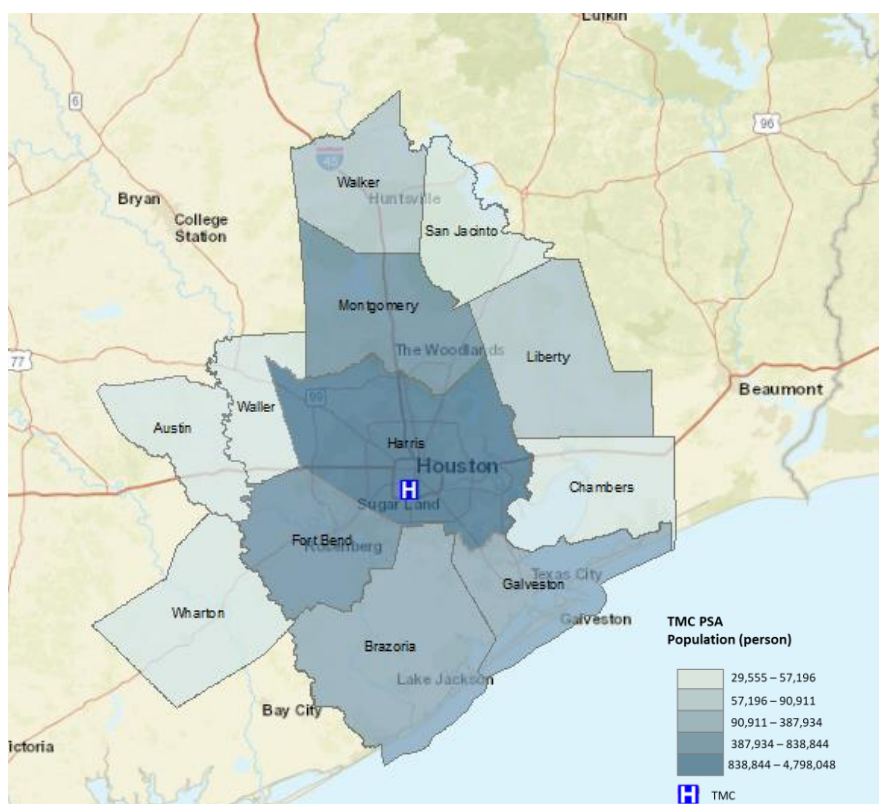 Lufkin
6
96
45
Walker
Huntsville
Bryan
College
Station
San Jacinto
Montgomery
The Woodlands
77
Liberty
Beaumont
Waller
99
Austin
Harris
Houston
Chambers
Sugar Land
Fort Bend
Rosenberg
Texas City
Galveston
Wharton
Galveston
Brazoria
Lake Jackson
Bay City
TMC PSA
Population (person)
29,555 – 57,196
57,196 – 90,911
90,911 – 387,934
387,934 – 838,844
838,844 – 4,798,048
H
H TMC